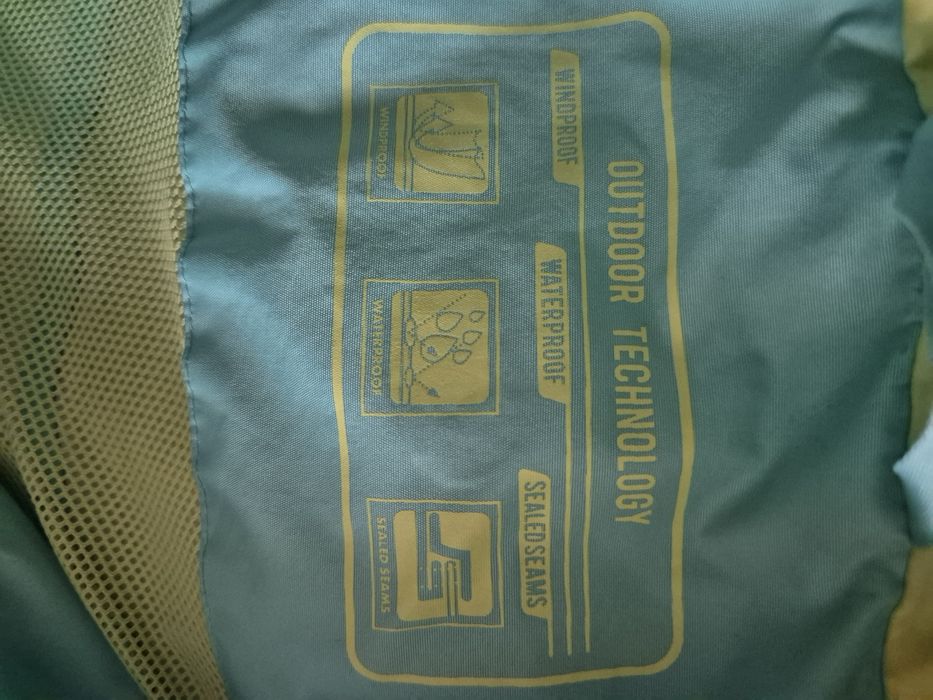 OUTDOOR TECHNOLOGY
WINDPROOF
WATERPROOF
SEALED SEAMS
WINDPROOF
WATERPROOF
SEALED SEAMS